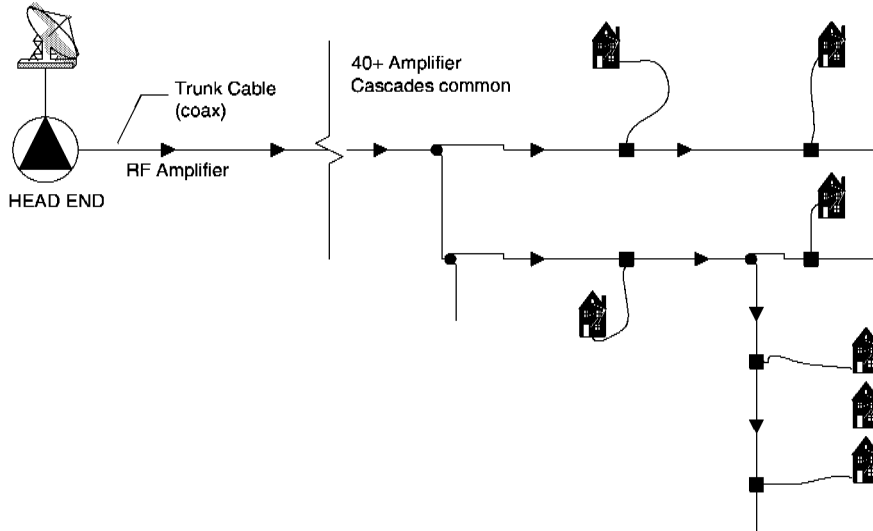 40+ Amplifier
Cascades common
Trunk Cable
(coax)
RF Amplifier
HEAD END